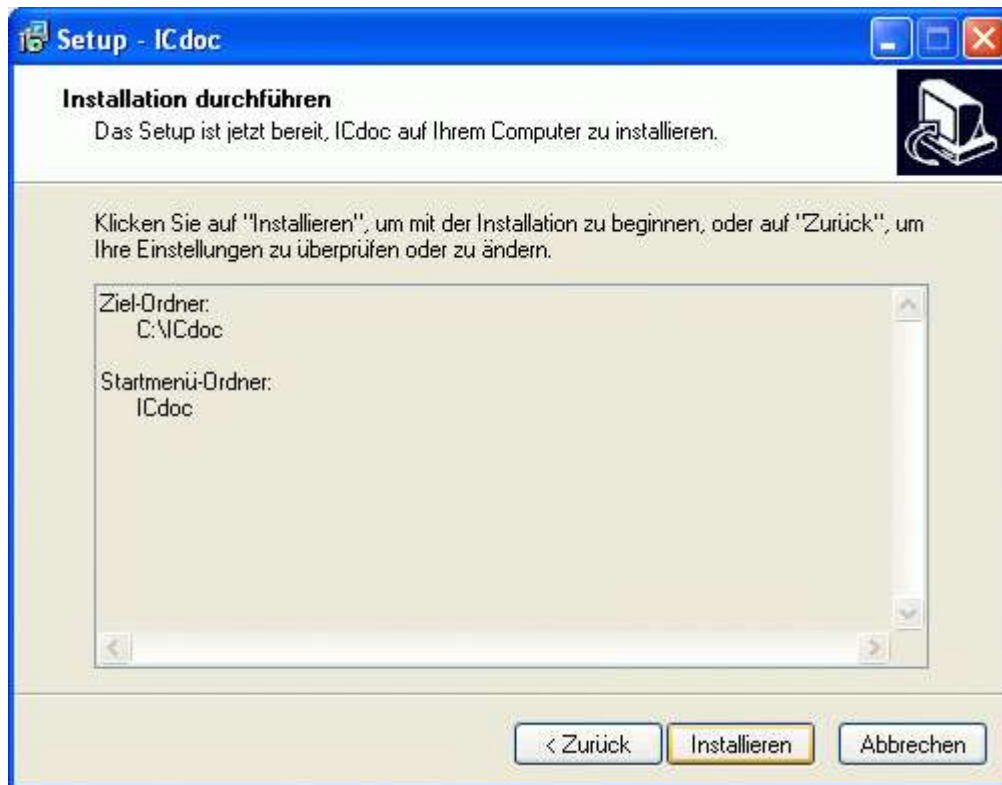 Setup - ICdoc
Installation durchführen
Das Setup ist jetzt bereit, ICdoc auf Ihrem Computer zu installieren.
Klicken Sie auf "Installieren", um mit der Installation zu beginnen, oder auf "Zurück", um
Ihre Einstellungen zu überprüfen oder zu ändern.
Ziel-Ordner:
C:\ICdoc
Startmenü-Ordner:
ICdoc
< Zurück
Installieren
Abbrechen